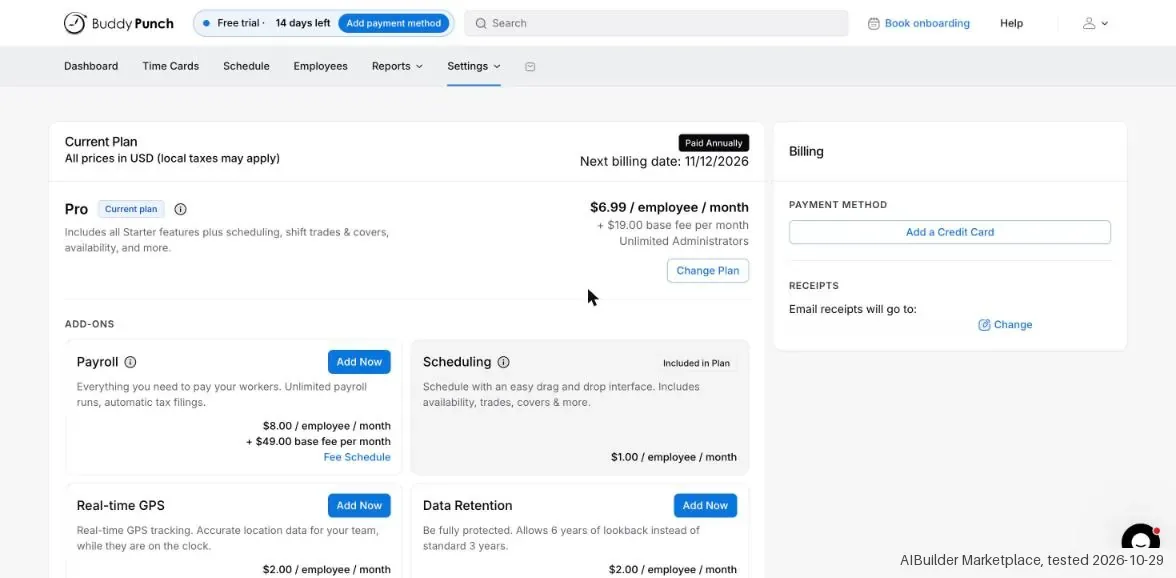 Buddy Punch
Free trial · 14 days left Add payment method
Search
Book onboarding
Help
Dashboard
Time Cards
Schedule
Employees
Reports
Settings
Current Plan
All prices in USD (local taxes may apply)
Paid Annually
Next billing date: 11/12/2026
Pro Current plan
Includes all Starter features plus scheduling, shift trades & covers,
availability, and more.
$6.99 / employee / month
+ $19.00 base fee per month
Unlimited Administrators
Change Plan
ADD-ONS
Payroll
Add Now
Everything you need to pay your workers. Unlimited payroll
runs, automatic tax filings.
$8.00 / employee / month
+ $49.00 base fee per month
Fee Schedule
Scheduling
Included in Plan
Schedule with an easy drag and drop interface. Includes
availability, trades, covers & more.
$1.00 / employee / month
Real-time GPS
Add Now
Real-time GPS tracking. Accurate location data for your team,
while they are on the clock.
$2.00 / employee / month
Data Retention
Add Now
Be fully protected. Allows 6 years of lookback instead of
standard 3 years.
$2.00 / employee / month
Billing
PAYMENT METHOD
Add a Credit Card
RECEIPTS
Email receipts will go to:
Change
AIBuilder Marketplace, tested 2026-10-29